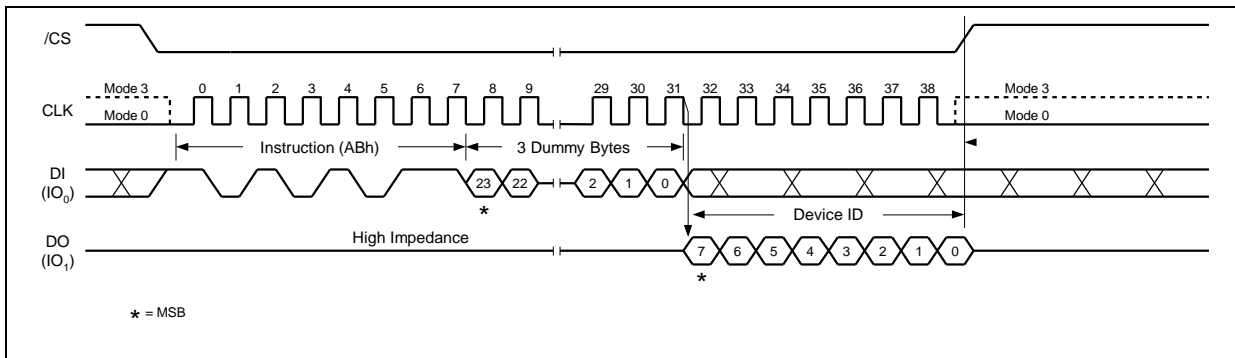 /CS
Mode 3
0 1 2 3 4 5 6 7 8 9 29 30 31 32 33 34 35 36 37 38
Mode 3
CLK
Mode 0
Mode 0
Instruction (ABh)
3 Dummy Bytes
DI
(IO0)
23 22 2 1 0
*
Device ID
High Impedance
DO
(IO1)
7 6 5 4 3 2 1 0
*
* = MSB